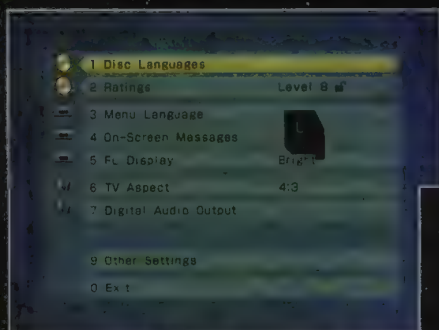 1 Disc Languages
2 Ratings Level 8
3 Menu Language
4 On-Screen Messages
5 FL Display Bright
6 TV Aspect 4:3
7 Digital Audio Output
9 Other Settings
0 Exit